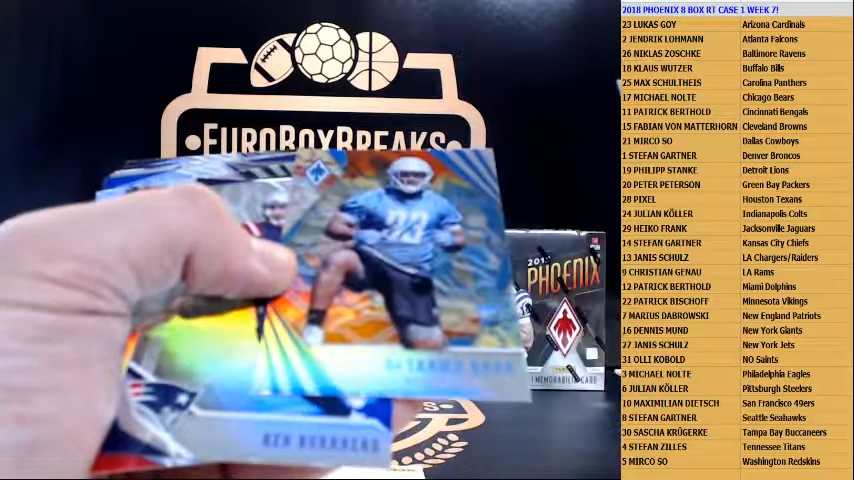 2018 PHOENIX 8 BOX RT CASE 1 WEEK 7!
23 LUKAS GOY Arizona Cardinals
2 JENDRIK LOHMANN Atlanta Falcons
26 NIKLAS ZOSCHKE Baltimore Ravens
18 KLAUS WUTZER Buffalo Bills
25 MAX SCHULTHEIS Carolina Panthers
17 MICHAEL NOLTE Chicago Bears
11 PATRICK BERTHOLD Cincinnati Bengals
15 FABIAN VON MATTERHORN Cleveland Browns
21 MIRCO SO Dallas Cowboys
1 STEFAN GARTNER Denver Broncos
19 PHILIPP STANKE Detroit Lions
20 PETER PETERSON Green Bay Packers
28 PIXEL Houston Texans
24 JULIAN KÖLLER Indianapolis Colts
29 HEIKO FRANK Jacksonville Jaguars
14 STEFAN GARTNER Kansas City Chiefs
13 JANIS SCHULZ LA Chargers/Raiders
9 CHRISTIAN GENAU LA Rams
12 PATRICK BERTHOLD Miami Dolphins
22 PATRICK BISCHOFF Minnesota Vikings
7 MARIUS DABROWSKI New England Patriots
16 DENNIS MUND New York Giants
27 JANIS SCHULZ New York Jets
31 OLLI KOBOLD NO Saints
3 MICHAEL NOLTE Philadelphia Eagles
6 JULIAN KÖLLER Pittsburgh Steelers
10 MAXIMILIAN DIETSCH San Francisco 49ers
8 STEFAN GARTNER Seattle Seahawks
30 SASCHA KRÜGERKE Tampa Bay Buccaneers
4 STEFAN ZILLES Tennessee Titans
5 MIRCO SO Washington Redskins
•EUROBOXBREAKS•
23
201
PHOENIX
1 MEMORABILIA CARD
REX BURKHEAD